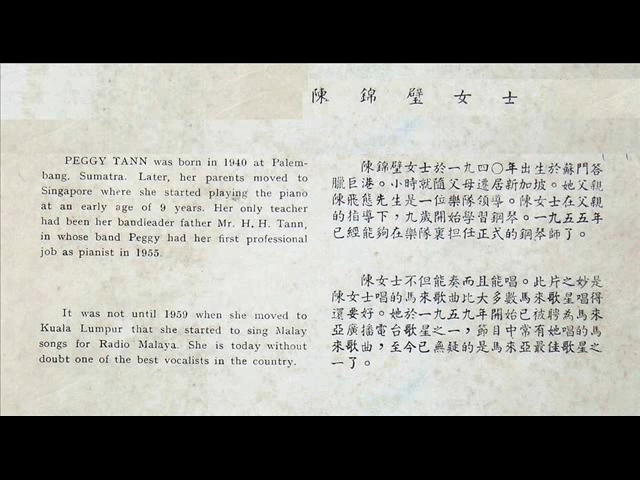 陳錦璧女士
PEGGY TANN was born in 1940 at Palem-
bang, Sumatra. Later, her parents moved to
Singapore where she started playing the piano
at an early age of 9 years. Her only teacher
had been her bandleader father Mr. H. H. Tann,
in whose band Peggy had her first professional
job as pianist in 1955.
It was not until 1959 when she moved to
Kuala Lumpur that she started to sing Malay
songs for Radio Malaya. She is today without
doubt one of the best vocalists in the country.
陳錦璧女士於一九四〇年出生於蘇門答
臘巨港。小時就隨父母遷居新加坡。她父親
陳飛態先生是一位樂隊領導。陳女士在父親
的指導下，九歲開始學習鋼琴。一九五五年
已經能夠在樂隊裏担任正式的鋼琴師了。
陳女士不但能奏而且能唱。此片之妙是
陳女士唱的馬來歌曲比大多數馬來歌星唱得
還要好。她於一九五九年開始已被聘為馬來
亞廣播電台歌星之一，節目中常有她唱的馬
來歌曲，至今已無疑的是馬來亞最佳歌星之
一了。